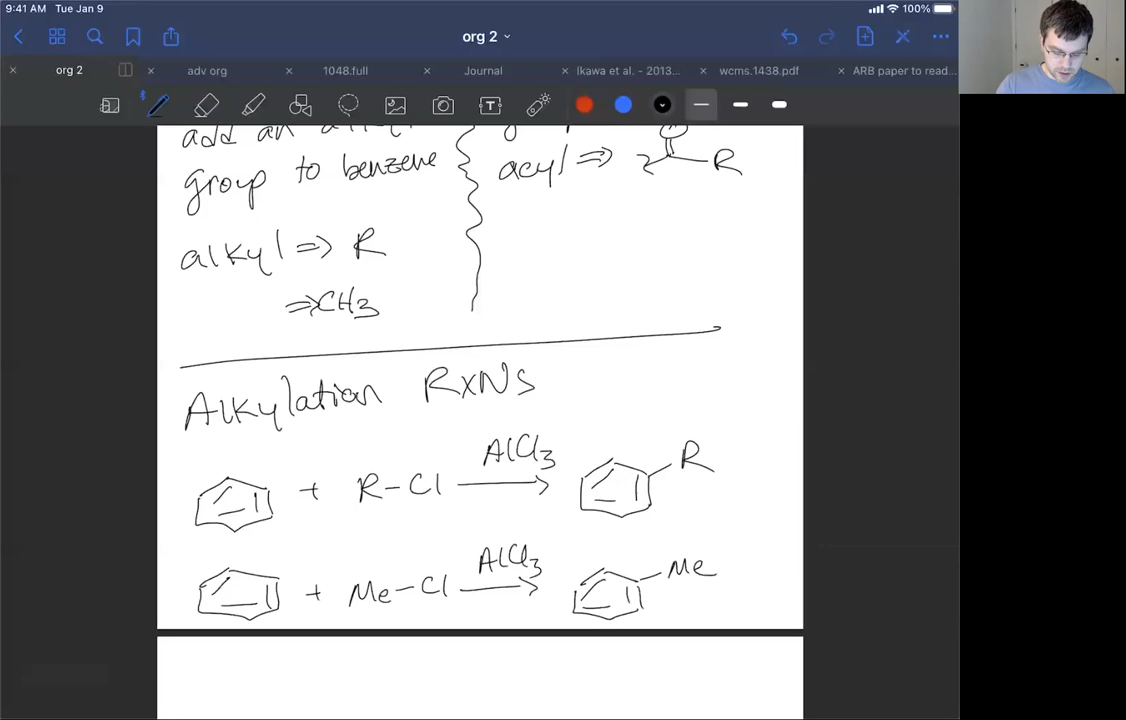 9:41 AM Tue Jan 9
100%
org 2
org 2
adv org
1048.full
Journal
Ikawa et al. - 2013...
wcms.1438.pdf
ARB paper to read...
T
add an
group to benzene
acyl ⇒ R
alkyl ⇒ R
⇒ CH3
Alkylation RxNs
+ R-Cl AlCl3 R
+ Me-Cl AlCl3 Me